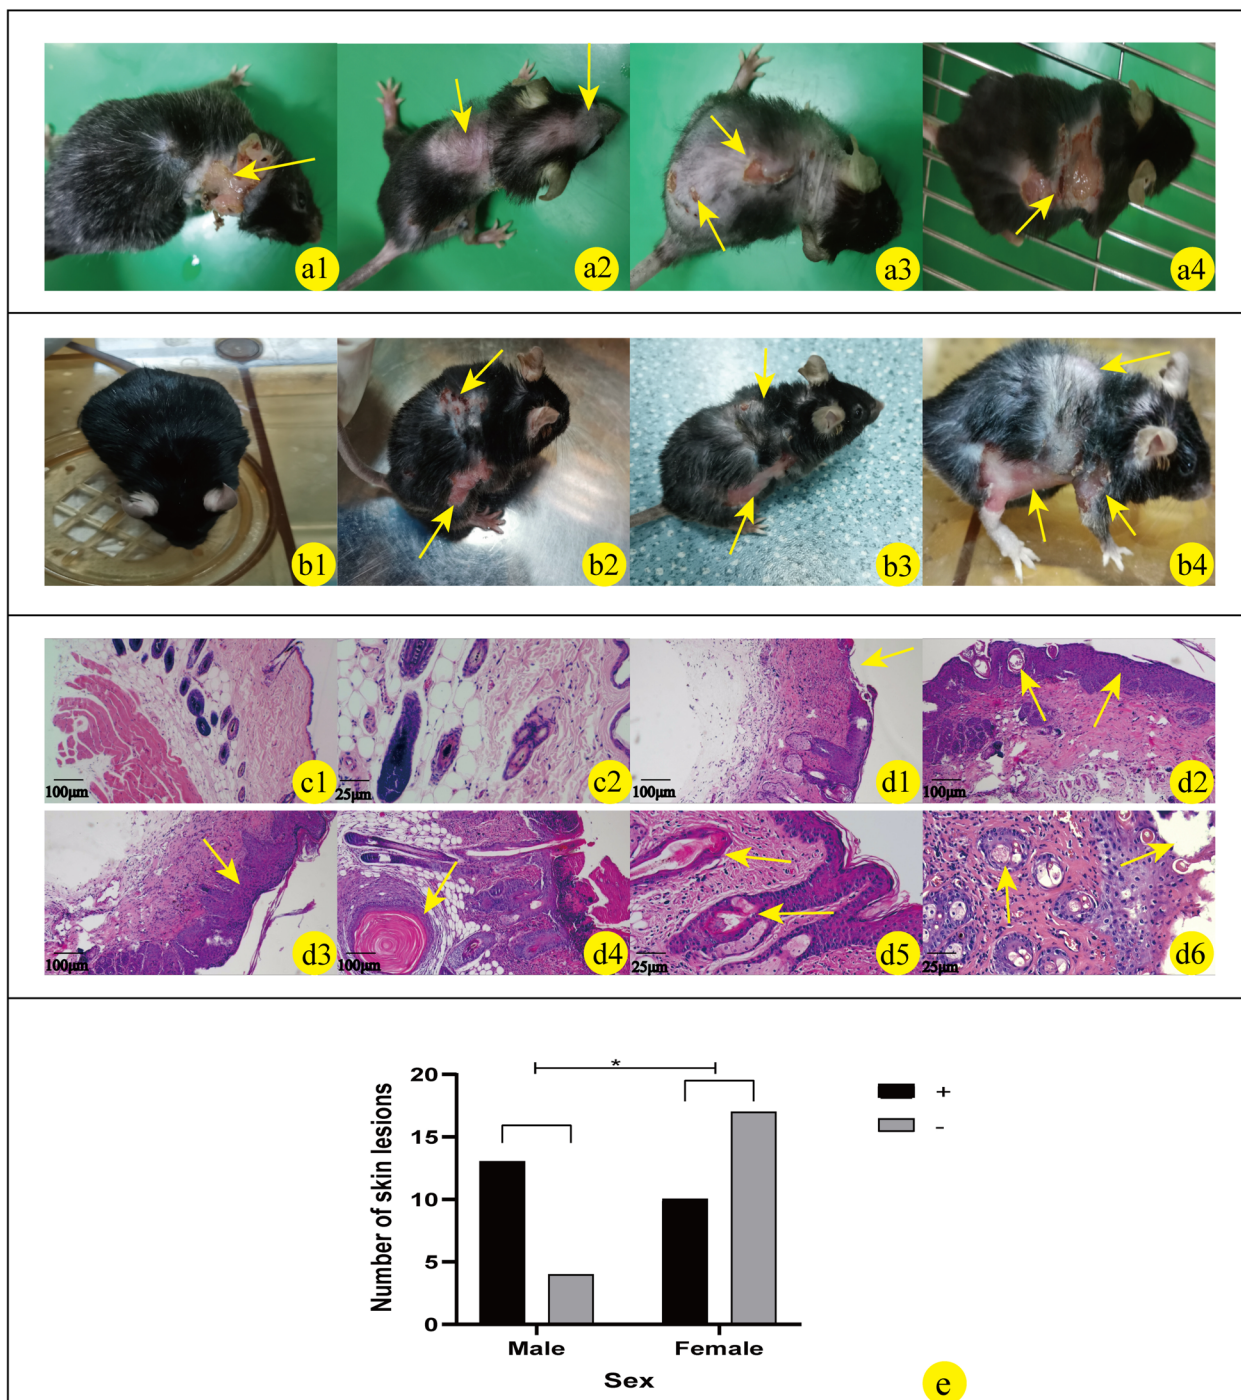 a1
a2
a3
a4
b1
b2
b3
b4
100μm
c1
25μm
c2
100μm
d1
100μm
d2
100μm
d3
100μm
d4
25μm
d5
25μm
d6
*
20
15
10
5
0
Number of skin lesions
Male
Female
Sex
+
-
e